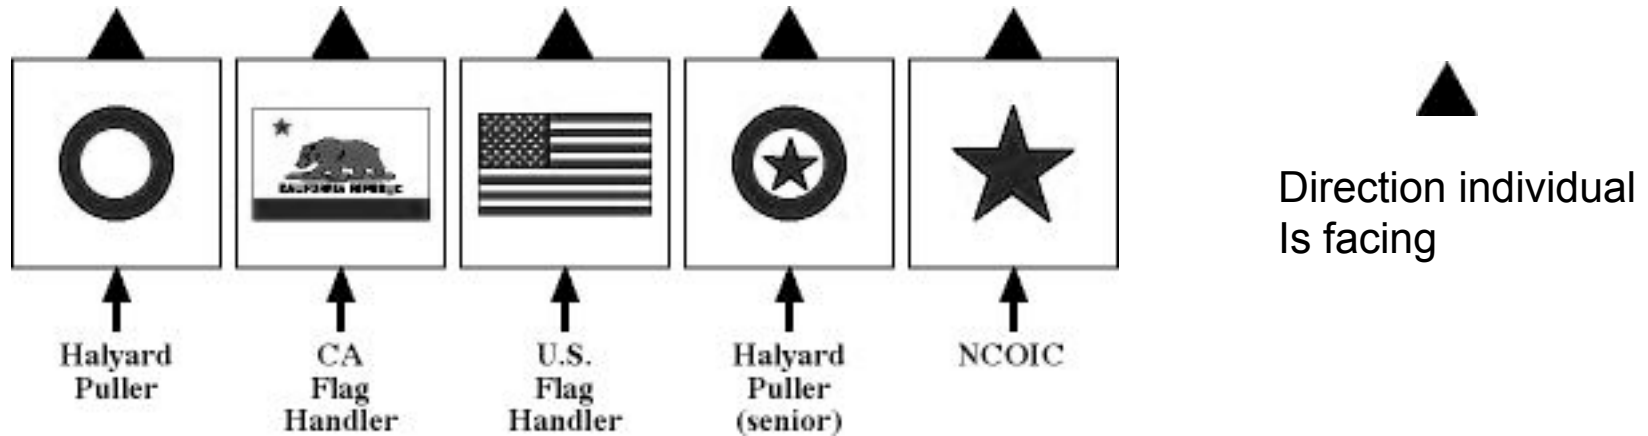 CALIFORNIA REPUBLIC
Direction individual
Is facing
Halyard
Puller
CA
Flag
Handler
U.S.
Flag
Handler
Halyard
Puller
(senior)
NCOIC